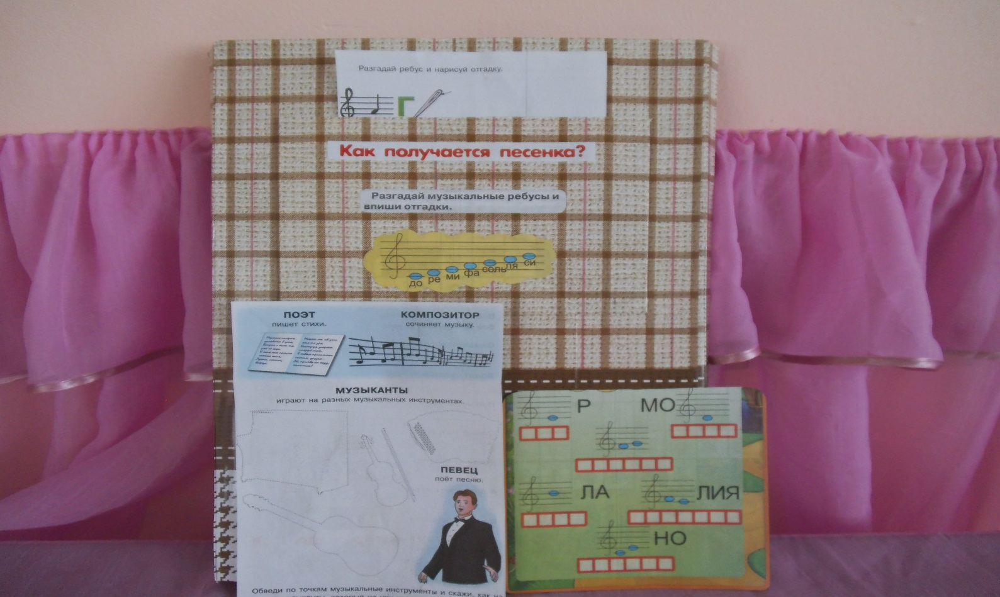 Разгадай ребус и нарисуй отгадку.
Г
Как получается песенка?
Разгадай музыкальные ребусы и
впиши отгадки.
до ре ми фа соль ля си
ПОЭТ
пишет стихи.
КОМПОЗИТОР
сочиняет музыку.
МУЗЫКАНТЫ
играют на разных музыкальных инструментах.
ПЕВЕЦ
поёт песню.
Обведи по точкам музыкальные инструменты и скажи, как на
Р
МО
ЛА
ЛИЯ
НО